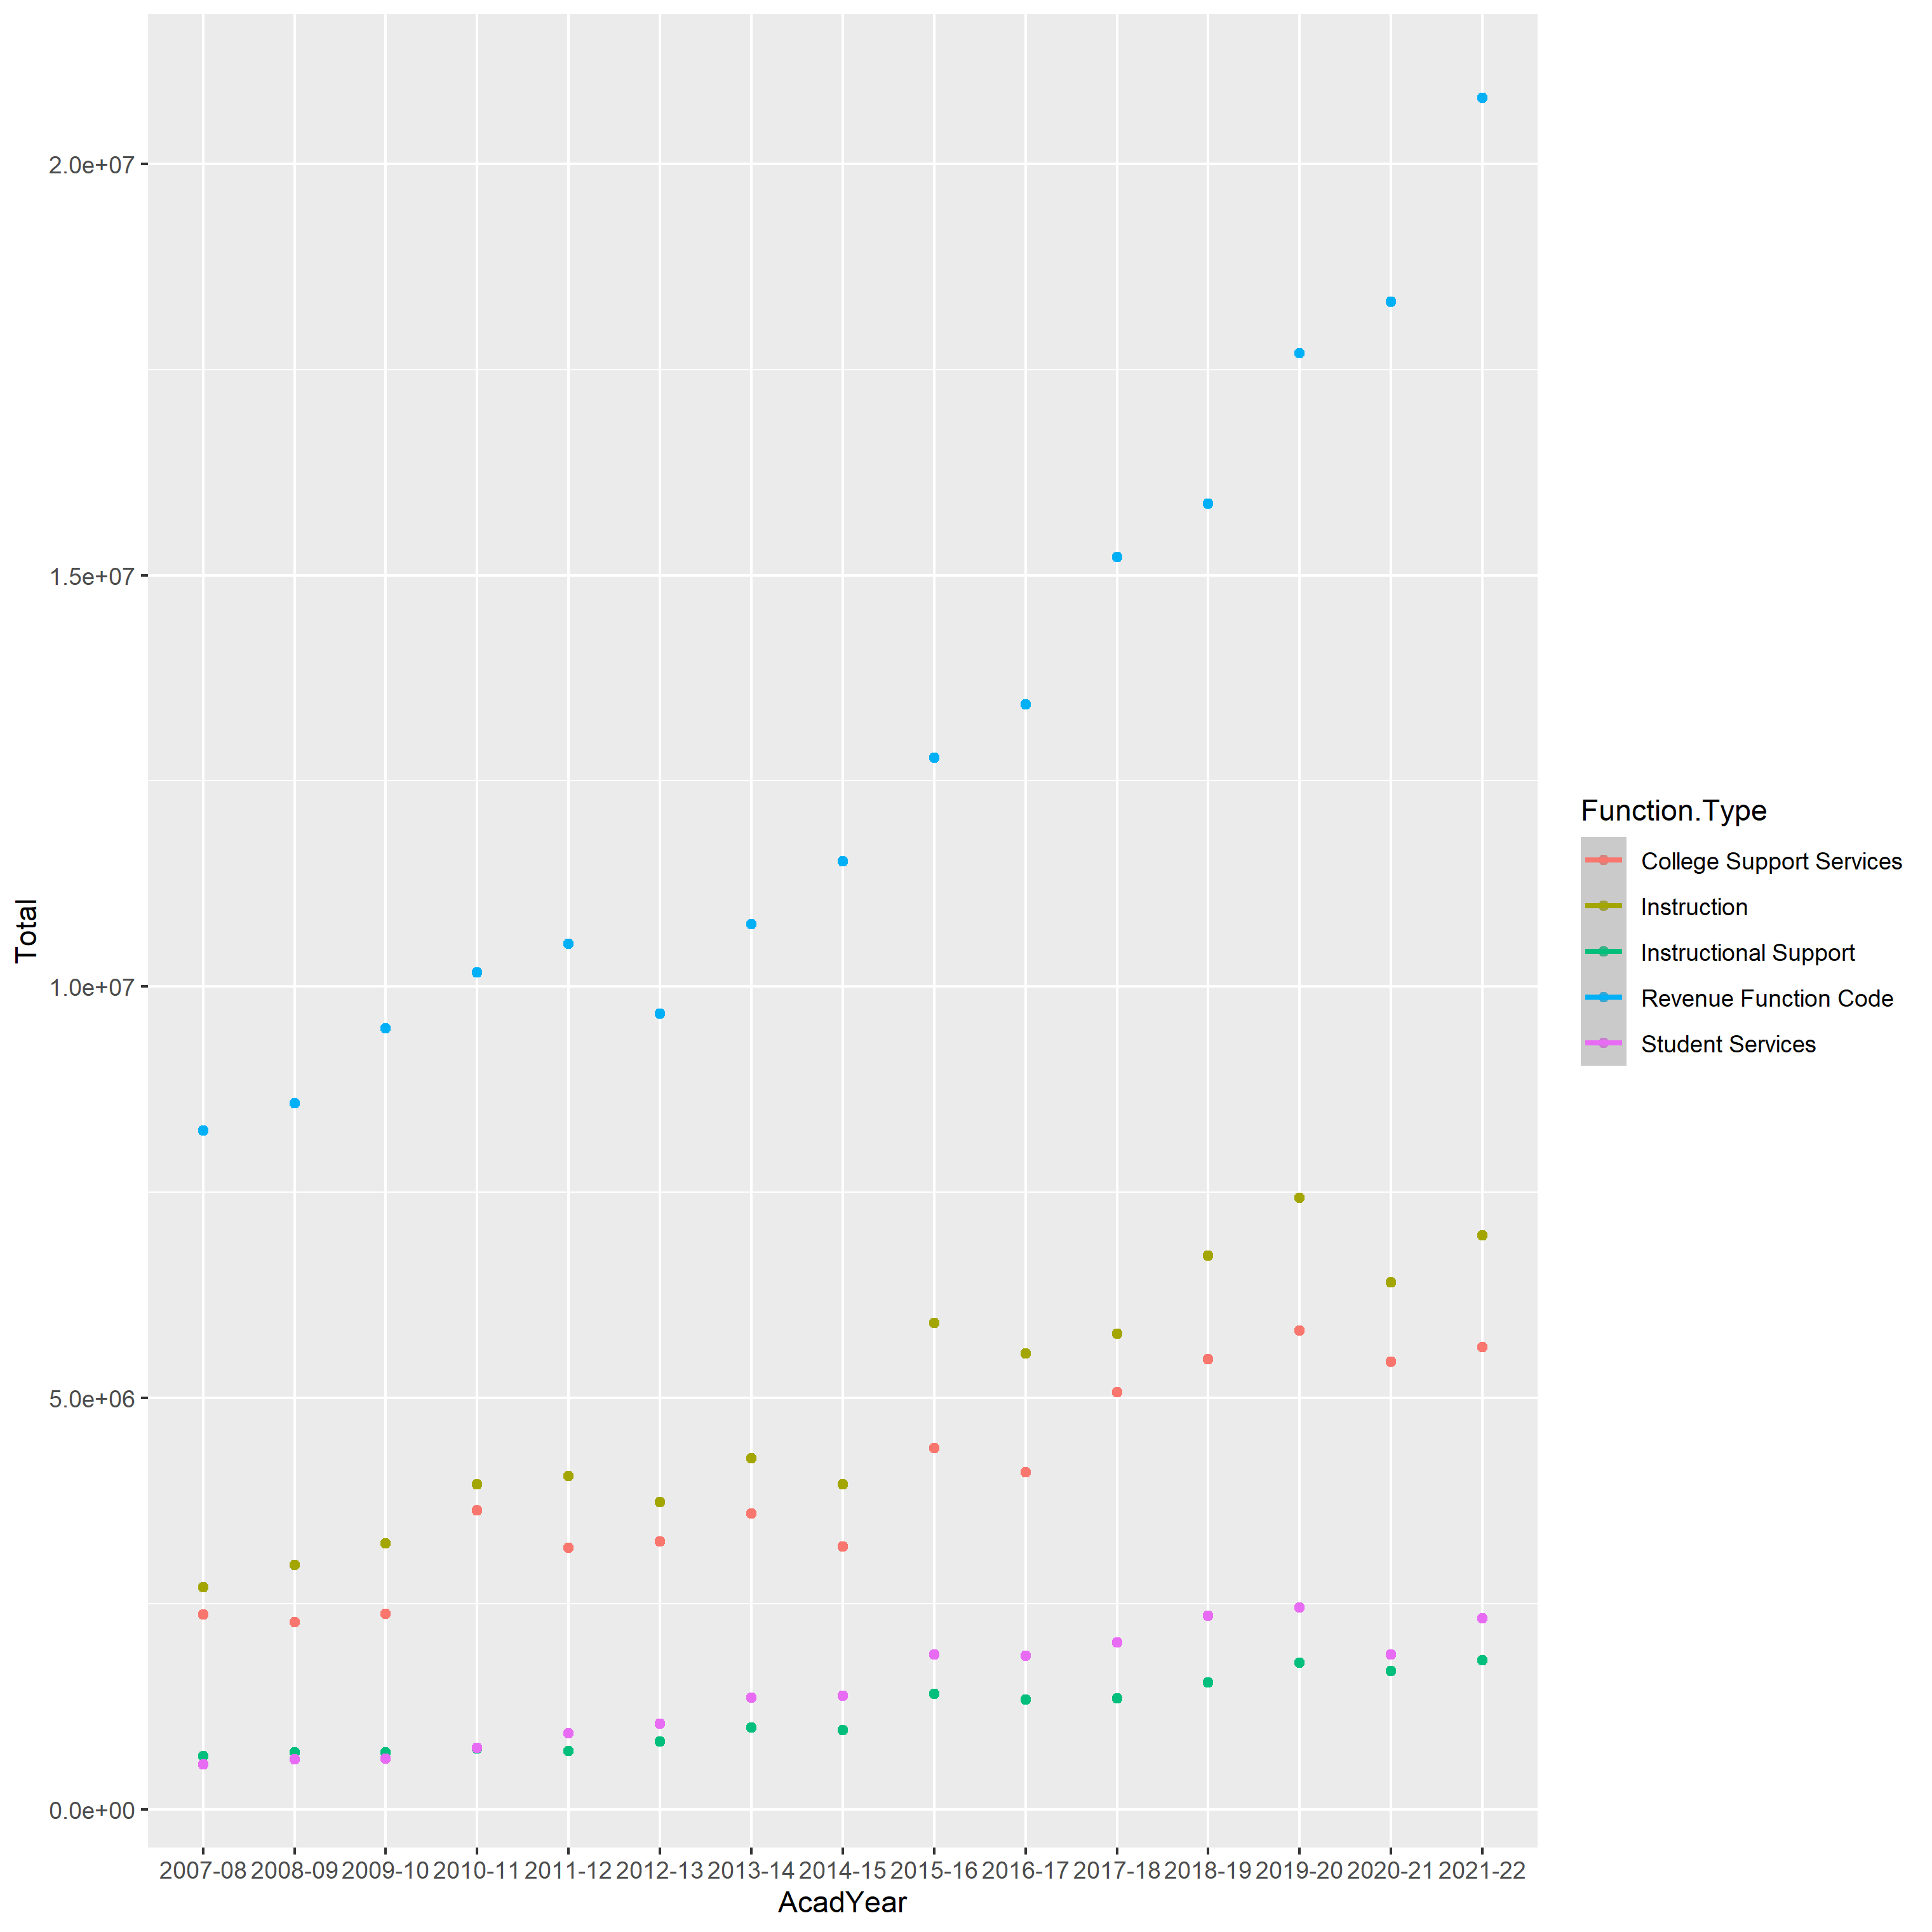 2.0e+07
1.5e+07
1.0e+07
5.0e+06
0.0e+00
Total
2007-08 2008-09 2009-10 2010-11 2011-12 2012-13 2013-14 2014-15 2015-16 2016-17 2017-18 2018-19 2019-20 2020-21 2021-22
AcadYear
Function.Type
College Support Services
Instruction
Instructional Support
Revenue Function Code
Student Services